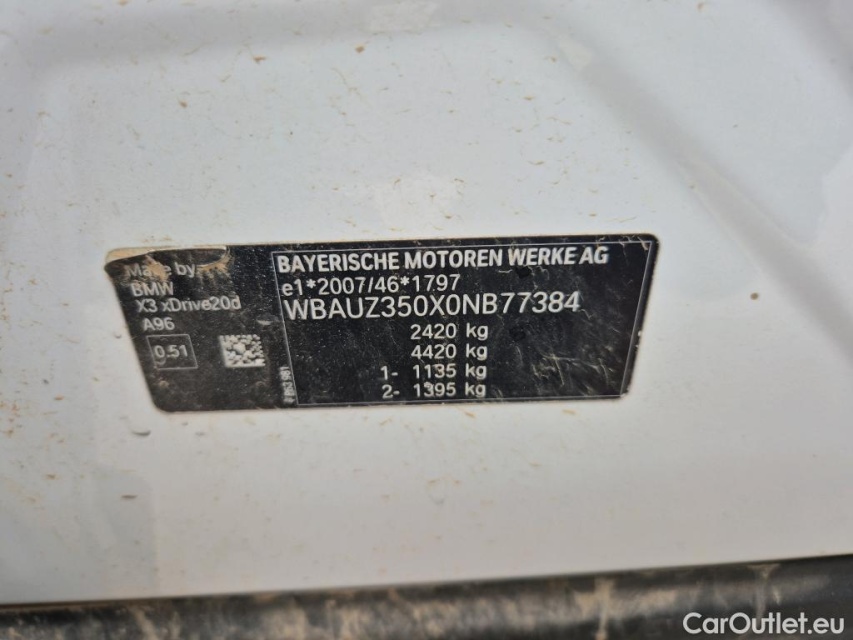 Made by
BMW
X3 xDrive20d
A96
0.51
BAYERISCHE MOTOREN WERKE AG
e1*2007/46*1797
WBAUZ350X0NB77384
2420 kg
4420 kg
1- 1135 kg
2- 1395 kg
CarOutlet.eu